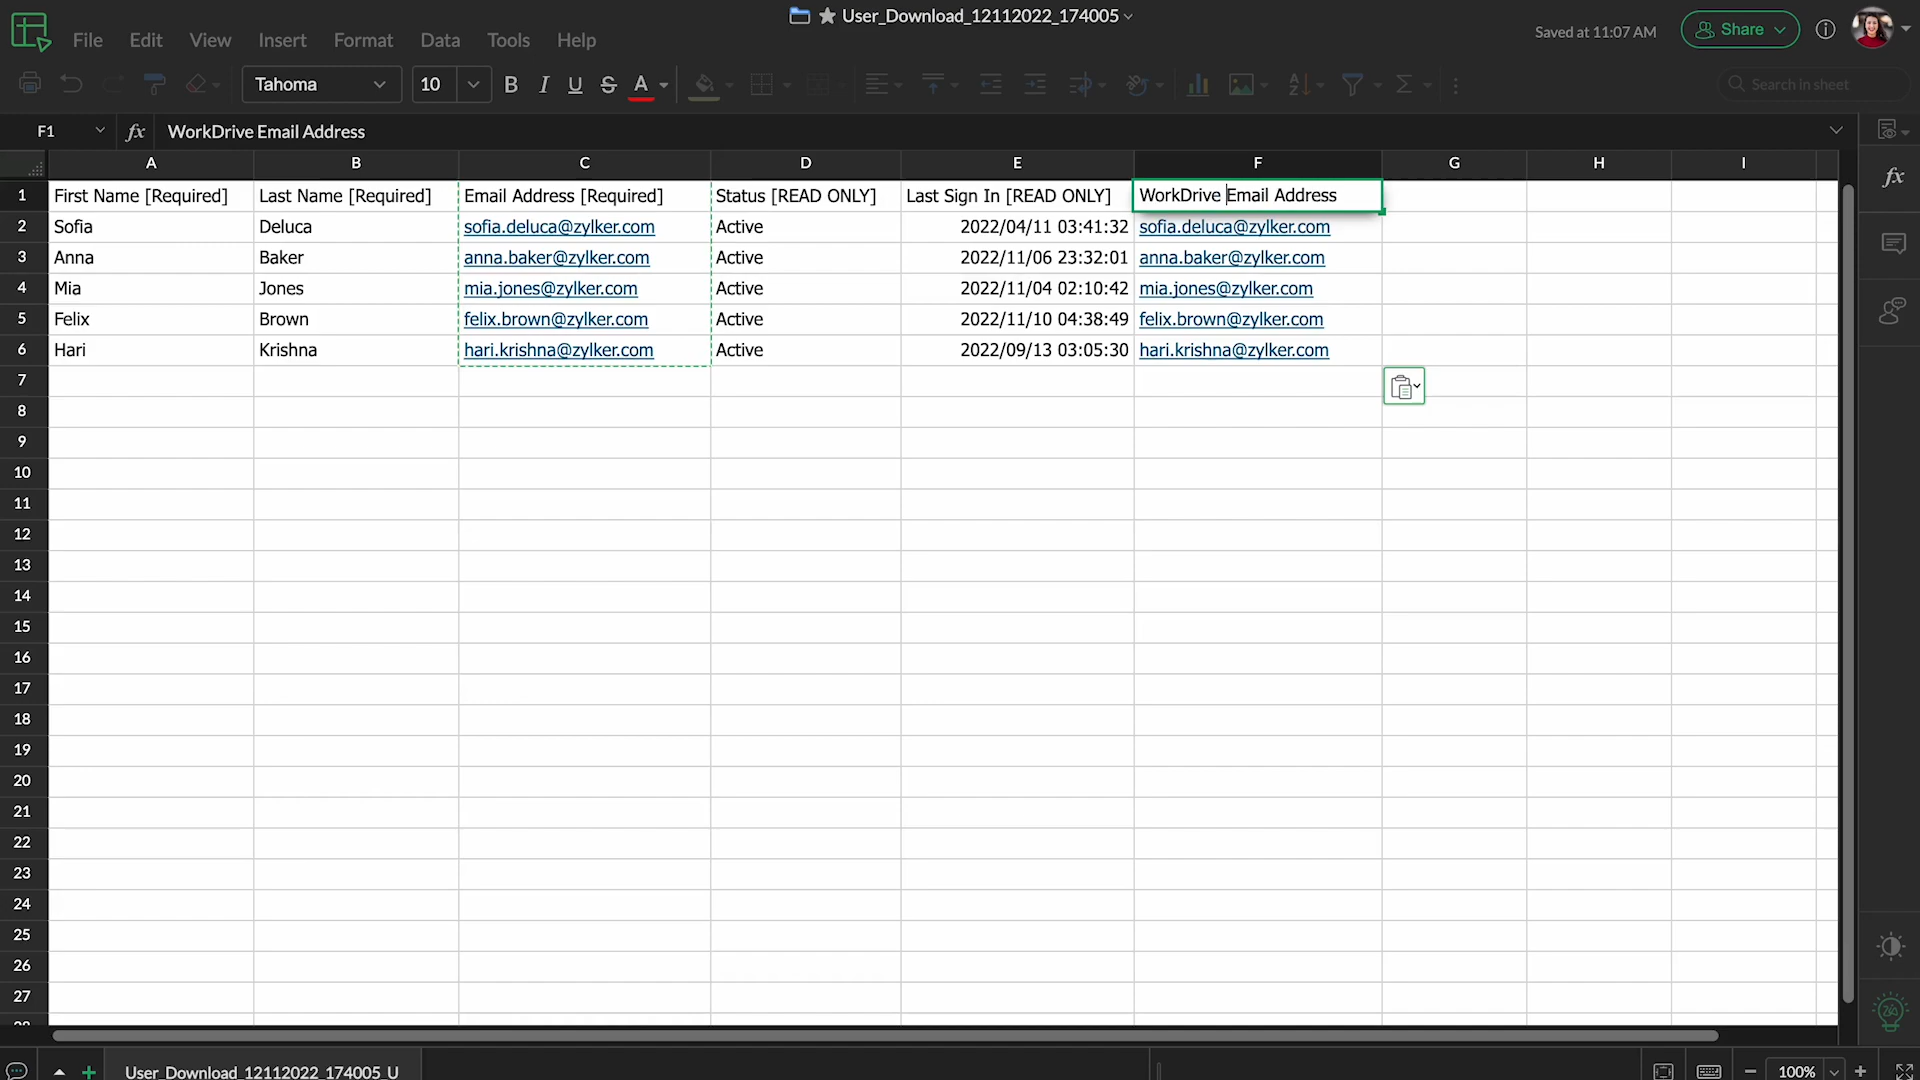 User_Download_12112022_174005
File Edit View Insert Format Data Tools Help
Saved at 11:07 AM
Share
Tahoma 10 B I U S A
Search in sheet
F1 fx WorkDrive Email Address
A B C D E F G H I
1 First Name [Required] Last Name [Required] Email Address [Required] Status [READ ONLY] Last Sign In [READ ONLY] WorkDrive Email Address
2 Sofia Deluca sofia.deluca@zylker.com Active 2022/04/11 03:41:32 sofia.deluca@zylker.com
3 Anna Baker anna.baker@zylker.com Active 2022/11/06 23:32:01 anna.baker@zylker.com
4 Mia Jones mia.jones@zylker.com Active 2022/11/04 02:10:42 mia.jones@zylker.com
5 Felix Brown felix.brown@zylker.com Active 2022/11/10 04:38:49 felix.brown@zylker.com
6 Hari Krishna hari.krishna@zylker.com Active 2022/09/13 03:05:30 hari.krishna@zylker.com
7
8
9
10
11
12
13
14
15
16
17
18
19
20
21
22
23
24
25
26
27
User_Download_12112022_174005_U
100%